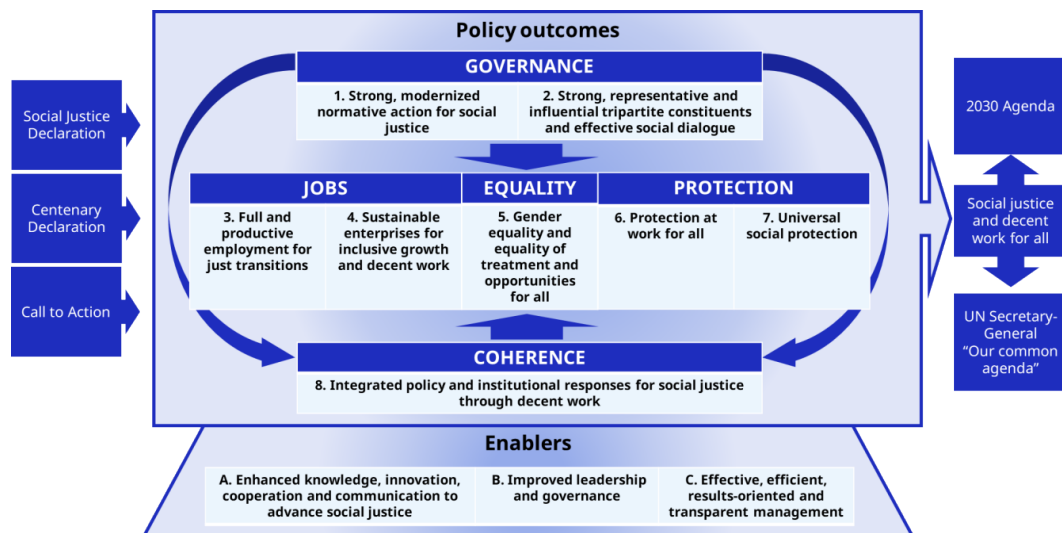 Policy outcomes
GOVERNANCE
1. Strong, modernized
normative action for social
justice
2. Strong, representative and
influential tripartite constituents
and effective social dialogue
Social Justice
Declaration
Centenary
Declaration
Call to Action
JOBS
3. Full and
productive
employment for
just transitions
4. Sustainable
enterprises for
inclusive growth
and decent work
EQUALITY
5. Gender
equality and
equality of
treatment and
opportunities
for all
PROTECTION
6. Protection at
work for all
7. Universal
social protection
COHERENCE
8. Integrated policy and institutional responses for social justice
through decent work
2030 Agenda
Social justice
and decent
work for all
UN Secretary-
General
“Our common
agenda”
Enablers
A. Enhanced knowledge, innovation,
cooperation and communication to
advance social justice
B. Improved leadership
and governance
C. Effective, efficient,
results-oriented and
transparent management